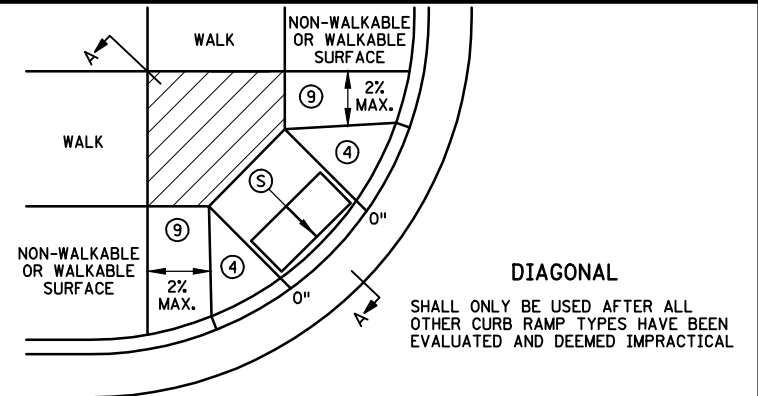 A
WALK
NON-WALKABLE
OR WALKABLE
SURFACE
9
2%
MAX.
WALK
4
S
9
0"
NON-WALKABLE
OR WALKABLE
SURFACE
4
2%
MAX.
0"
A
DIAGONAL
SHALL ONLY BE USED AFTER ALL
OTHER CURB RAMP TYPES HAVE BEEN
EVALUATED AND DEEMED IMPRACTICAL